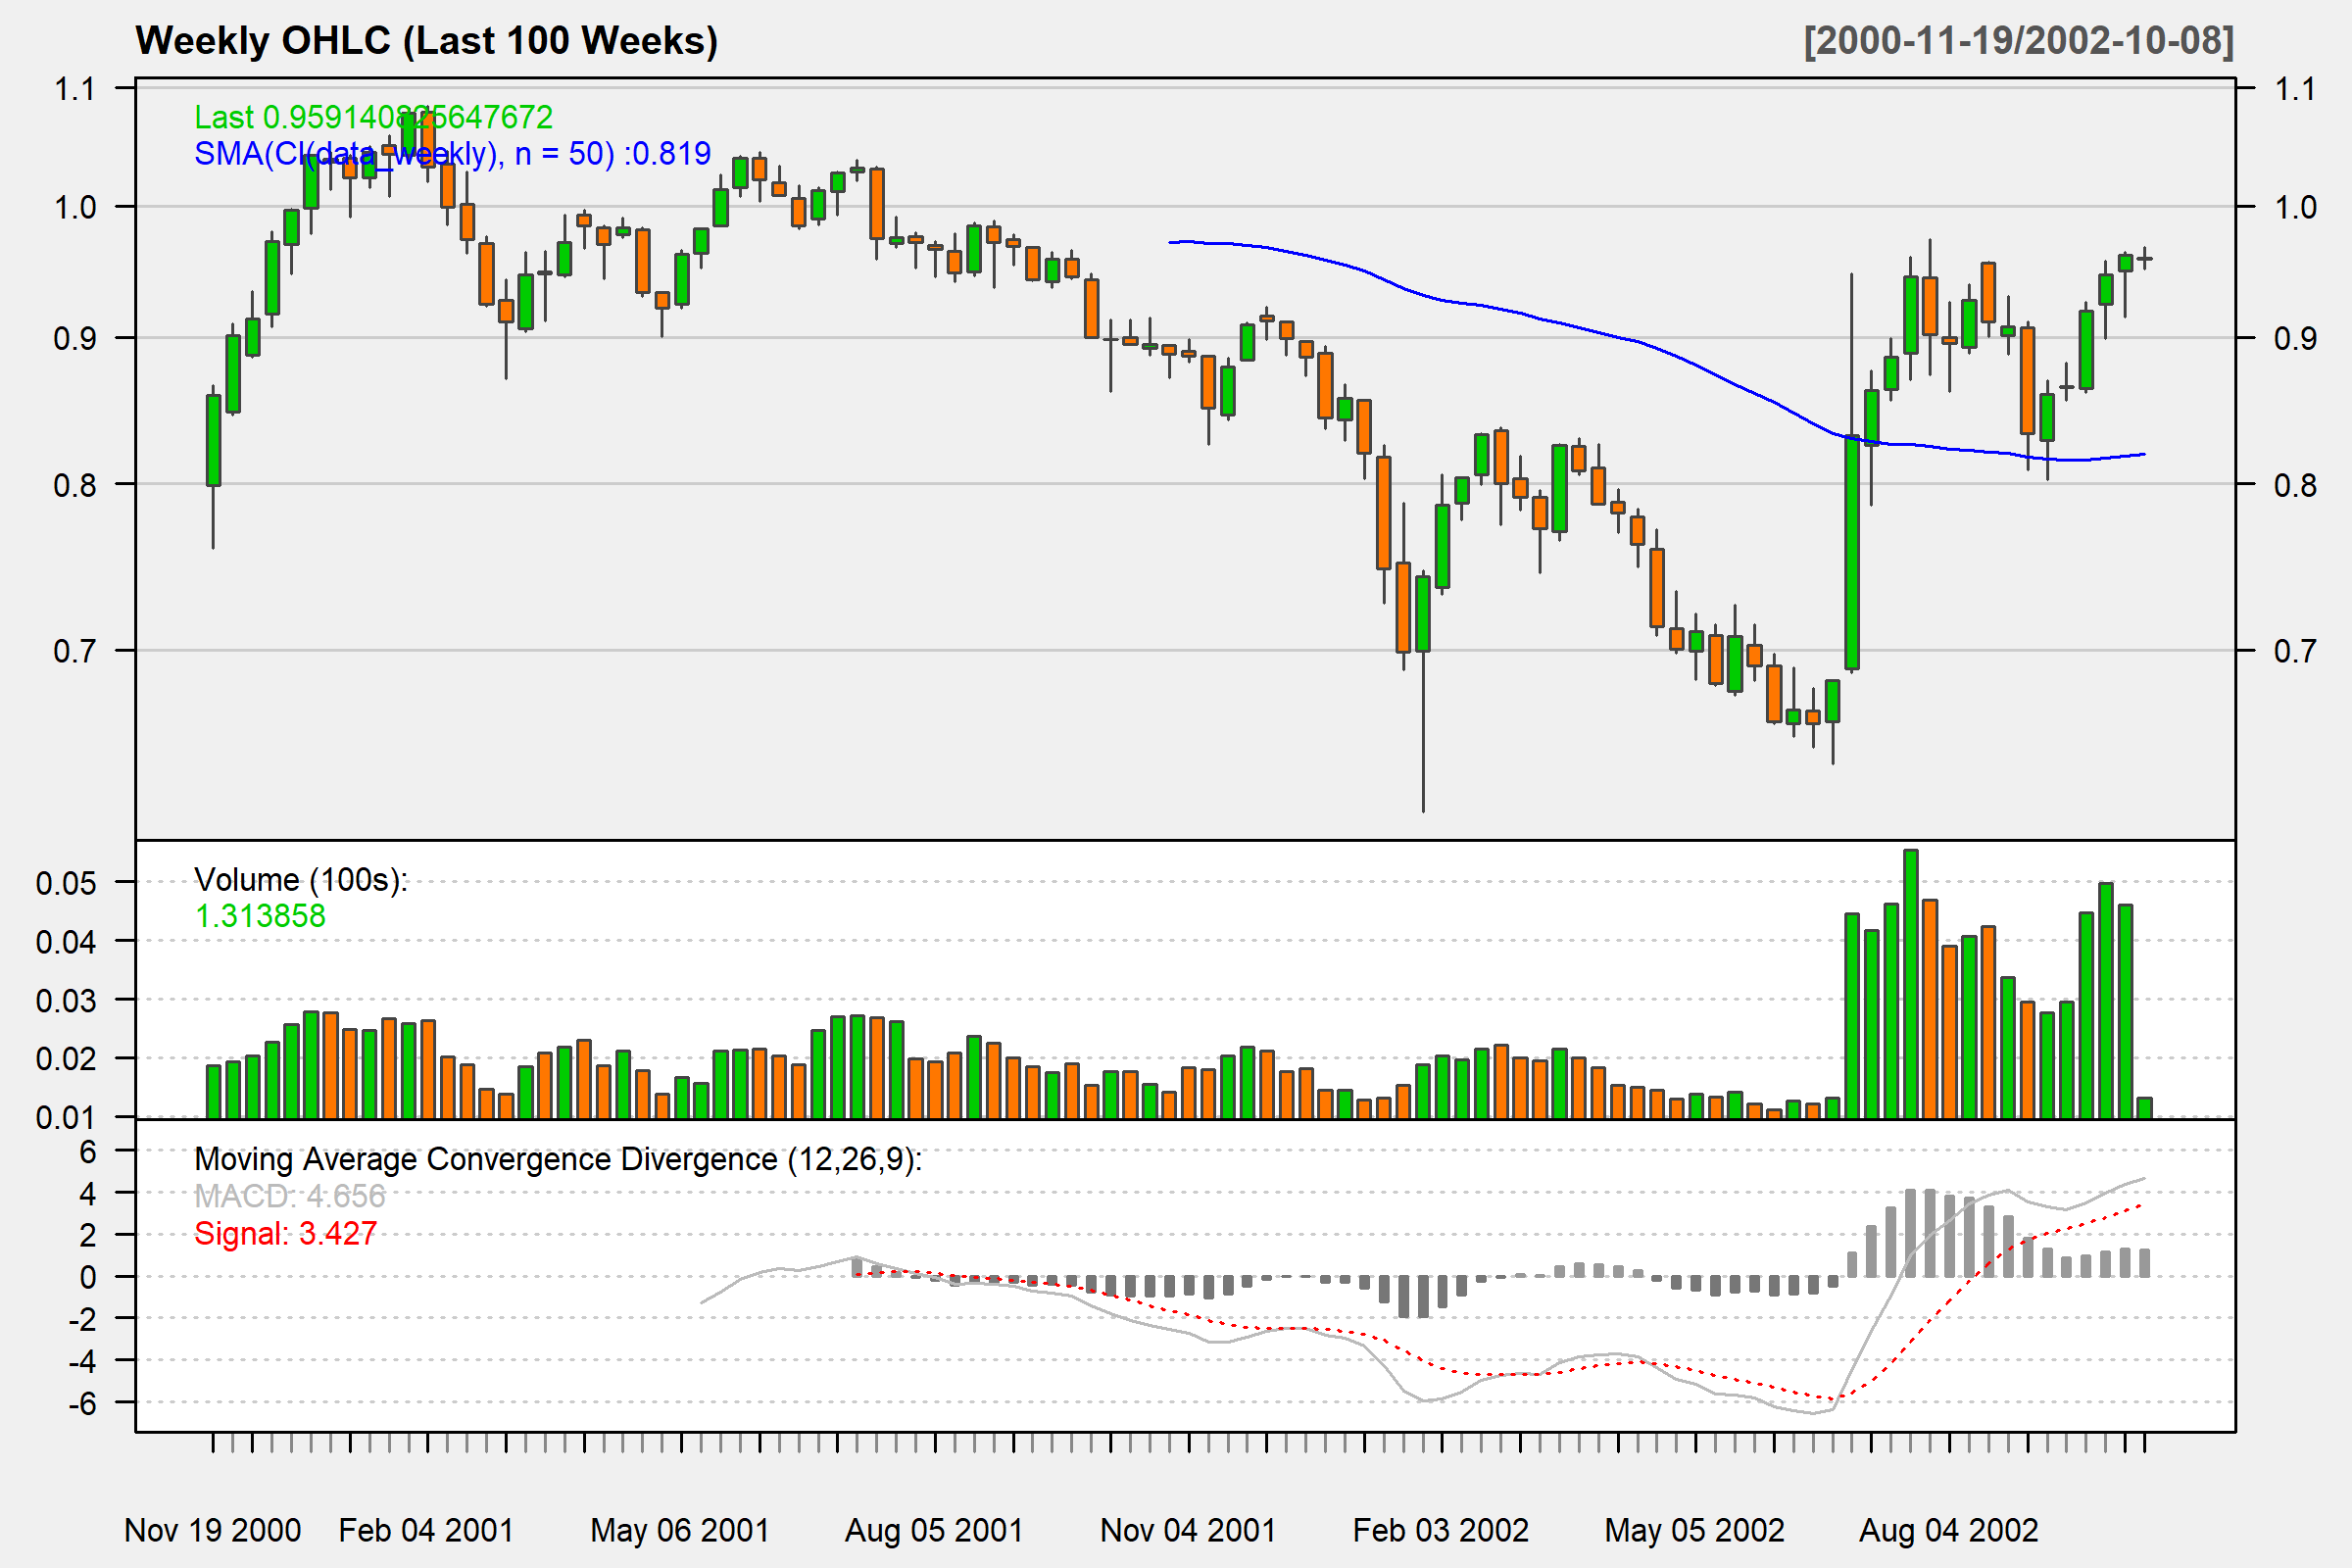 Weekly OHLC (Last 100 Weeks) [2000-11-19/2002-10-08]
Last 0.959140825647672
SMA(Cl(data_weekly), n = 50) :0.819
1.1 1.1
1.0 1.0
0.9 0.9
0.8 0.8
0.7 0.7
Volume (100s):
1.313858
0.05
0.04
0.03
0.02
0.01
Moving Average Convergence Divergence (12,26,9):
MACD: 4.656
Signal: 3.427
6
4
2
0
-2
-4
-6
Nov 19 2000 Feb 04 2001 May 06 2001 Aug 05 2001 Nov 04 2001 Feb 03 2002 May 05 2002 Aug 04 2002